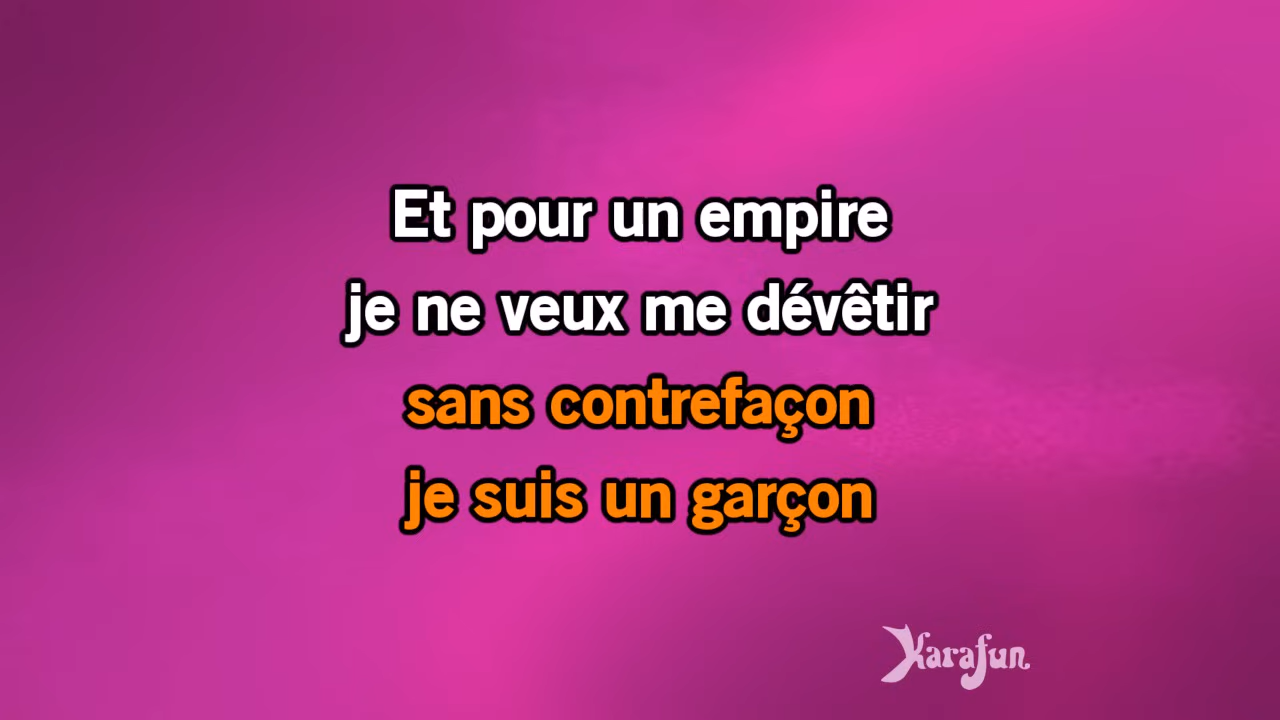 Et pour un empire
je ne veux me dévêtir
sans contrefaçon
je suis un garçon
Karafun